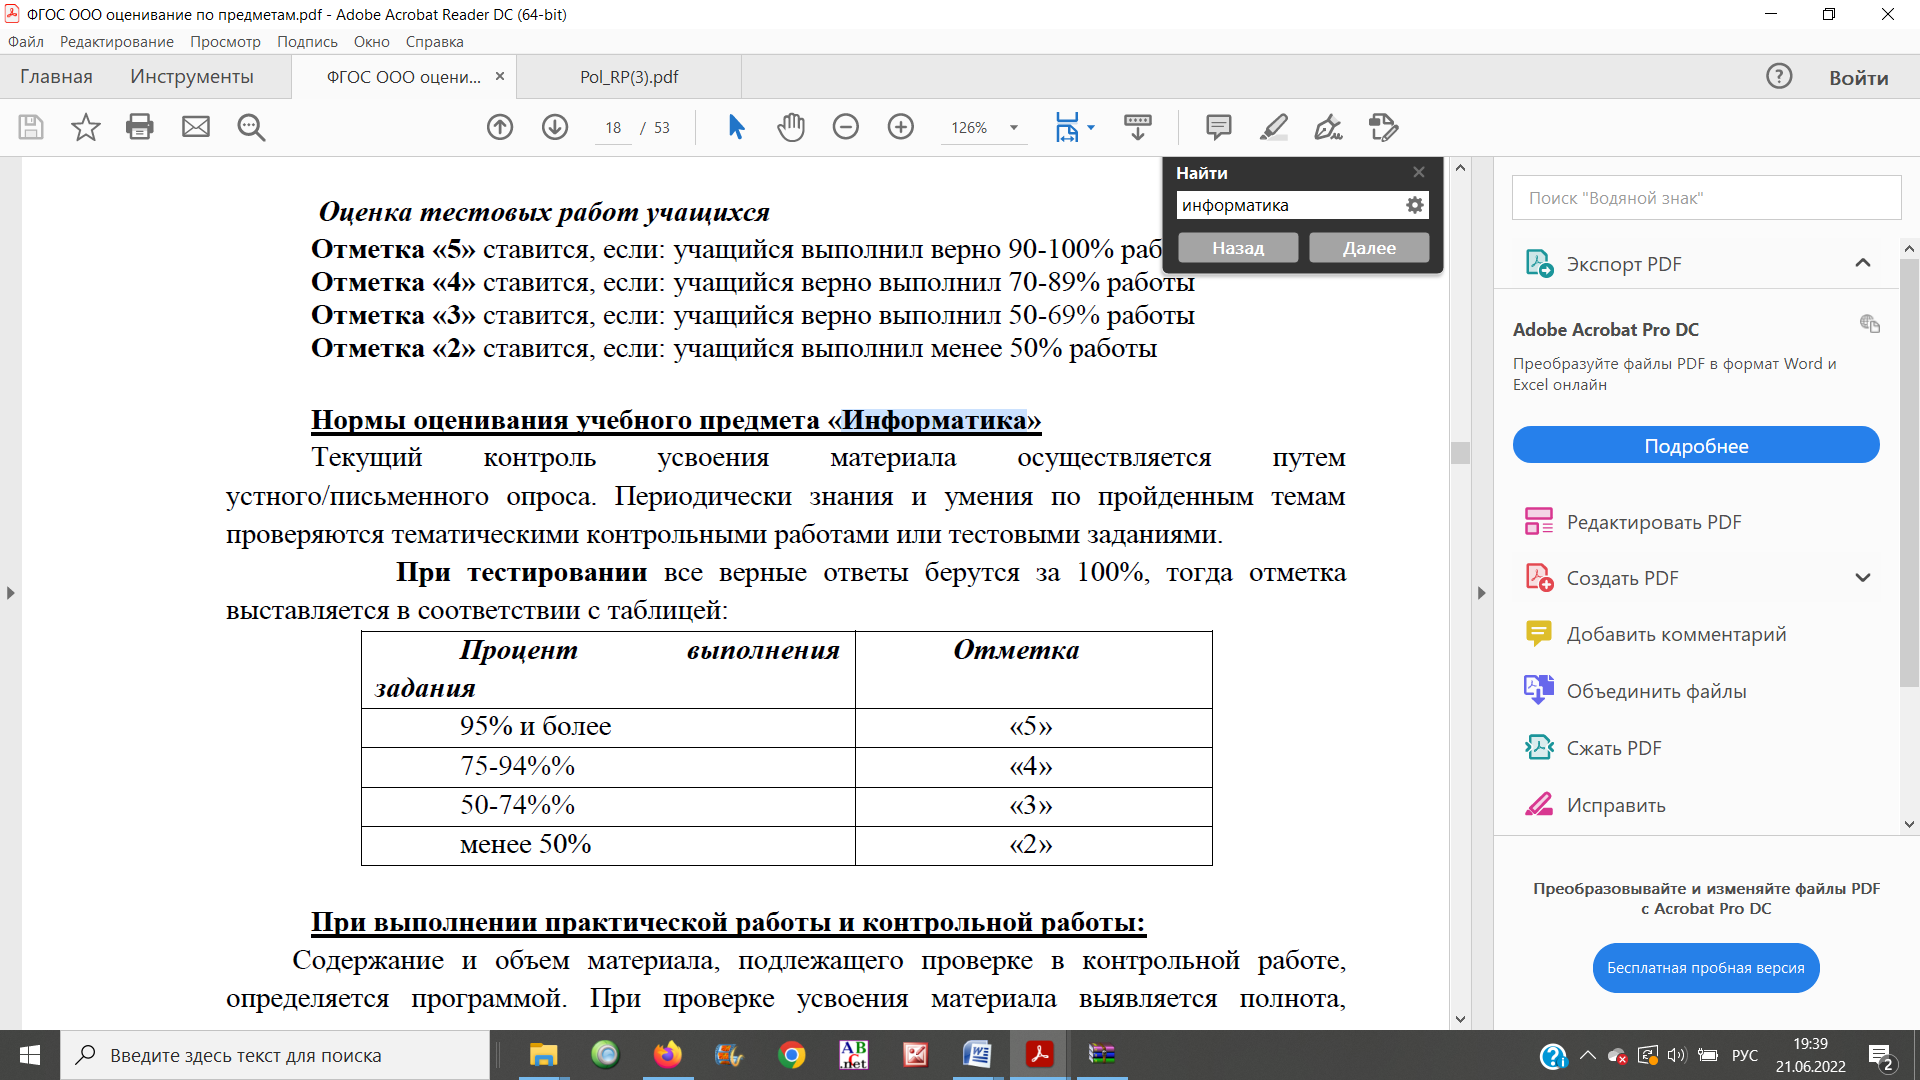 ФГОС ООО оценивание по предметам.pdf - Adobe Acrobat Reader DC (64-bit)
Файл Редактирование Просмотр Подпись Окно Справка
Главная Инструменты ФГОС ООО оцени... Pol_RP(3).pdf Войти
18 / 53 126%
Найти
информатика
Назад Далее
Оценка тестовых работ учащихся
Отметка «5» ставится, если: учащийся выполнил верно 90-100% раб
Отметка «4» ставится, если: учащийся верно выполнил 70-89% работы
Отметка «3» ставится, если: учащийся верно выполнил 50-69% работы
Отметка «2» ставится, если: учащийся выполнил менее 50% работы
Нормы оценивания учебного предмета «Информатика»
Текущий контроль усвоения материала осуществляется путем
устного/письменного опроса. Периодически знания и умения по пройденным темам
проверяются тематическими контрольными работами или тестовыми заданиями.
При тестировании все верные ответы берутся за 100%, тогда отметка
выставляется в соответствии с таблицей:
Процент выполнения
задания
Отметка
95% и более «5»
75-94%% «4»
50-74%% «3»
менее 50% «2»
При выполнении практической работы и контрольной работы:
Содержание и объем материала, подлежащего проверке в контрольной работе,
определяется программой. При проверке усвоения материала выявляется полнота,
Поиск "Водяной знак"
Экспорт PDF
Adobe Acrobat Pro DC
Преобразуйте файлы PDF в формат Word и
Excel онлайн
Подробнее
Редактировать PDF
Создать PDF
Добавить комментарий
Объединить файлы
Сжать PDF
Исправить
Преобразовывайте и изменяйте файлы PDF
с Acrobat Pro DC
Бесплатная пробная версия
Введите здесь текст для поиска
ABC.net
РУС
19:39
21.06.2022
2